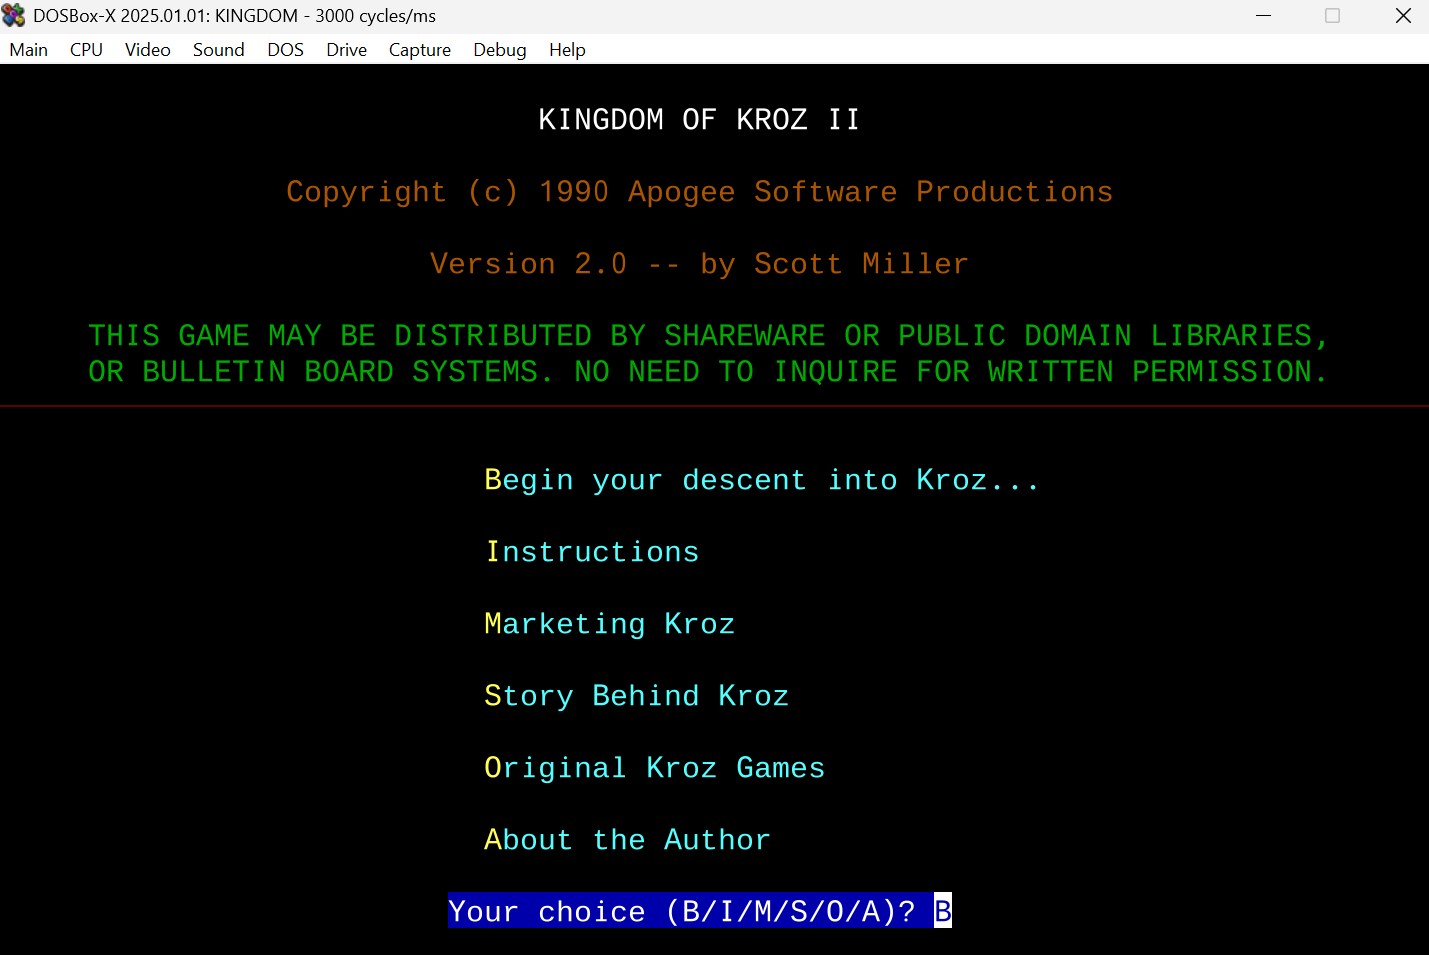 DOSBox-X 2025.01.01: KINGDOM - 3000 cycles/ms
Main CPU Video Sound DOS Drive Capture Debug Help
KINGDOM OF KROZ II
Copyright (c) 1990 Apogee Software Productions
Version 2.0 -- by Scott Miller
THIS GAME MAY BE DISTRIBUTED BY SHAREWARE OR PUBLIC DOMAIN LIBRARIES,
OR BULLETIN BOARD SYSTEMS. NO NEED TO INQUIRE FOR WRITTEN PERMISSION.
Begin your descent into Kroz...
Instructions
Marketing Kroz
Story Behind Kroz
Original Kroz Games
About the Author
Your choice (B/I/M/S/O/A)? B